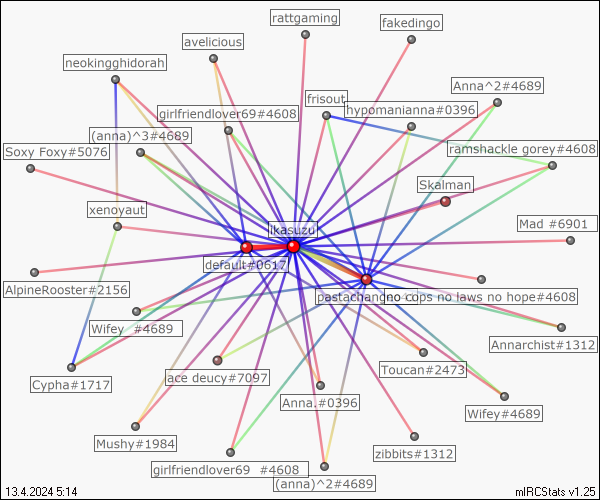 rattgaming
fakedingo
avelicious
neokingghidorah
Anna^2#4689
frisout
hypomanianna#0396
girlfriendlover69#4608
(anna)^3#4689
Soxy Foxy#5076
ramshackle gorey#4608
Skalman
xenoyaut
Mad #6901
ikasuzu
default#0617
AlpineRooster#2156
pastachan
no cops no laws no hope#4608
Wifey #4689
Annarchist#1312
Toucan#2473
ace deucy#7097
Cypha#1717
Anna.#0396
Wifey#4689
Mushy#1984
zibbits#1312
girlfriendlover69 #4608
(anna)^2#4689
13.4.2024 5:14
mIRCStats v1.25